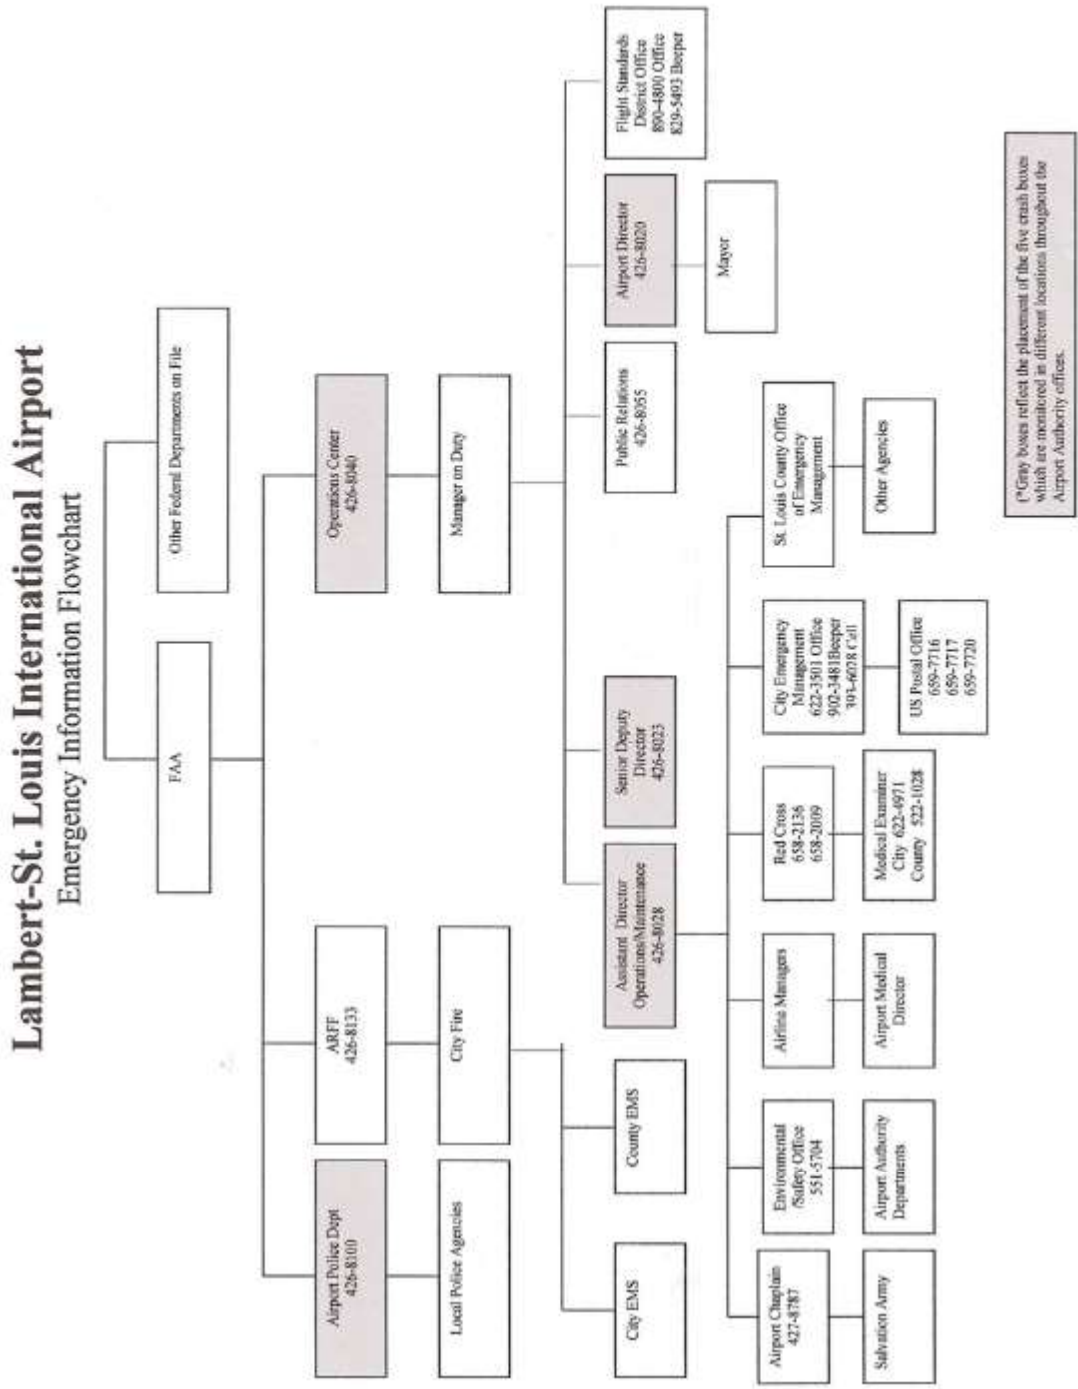 Lambert-St. Louis International Airport
Emergency Information Flowchart
FAA
Other Federal Departments on File
Airport Police Dept
426-8100
ARFF
426-8133
Operations Center
426-8040
Local Police Agencies
City Fire
Manager on Duty
City EMS
County EMS
Assistant Director
Operations/Maintenance
426-8028
Senior Deputy
Director
426-8023
Public Relations
426-8055
Airport Director
426-8020
Flight Standards
District Office
890-4800 Office
829-5493 Beeper
Mayor
Airport Chaplain
427-8787
Environmental
/Safety Office
551-5704
Airline Managers
Red Cross
658-2136
658-2009
City Emergency
Management
622-3501 Office
902-3481Beeper
393-6028 Cell
St. Louis County Office
of Emergency
Management
Salvation Army
Airport Authority
Departments
Airport Medical
Director
Medical Examiner
City 622-4971
County 522-1028
US Postal Office
659-7716
659-7717
659-7720
Other Agencies
(*Gray boxes reflect the placement of the five crash boxes
which are monitored in different locations throughout the
Airport Authority offices.